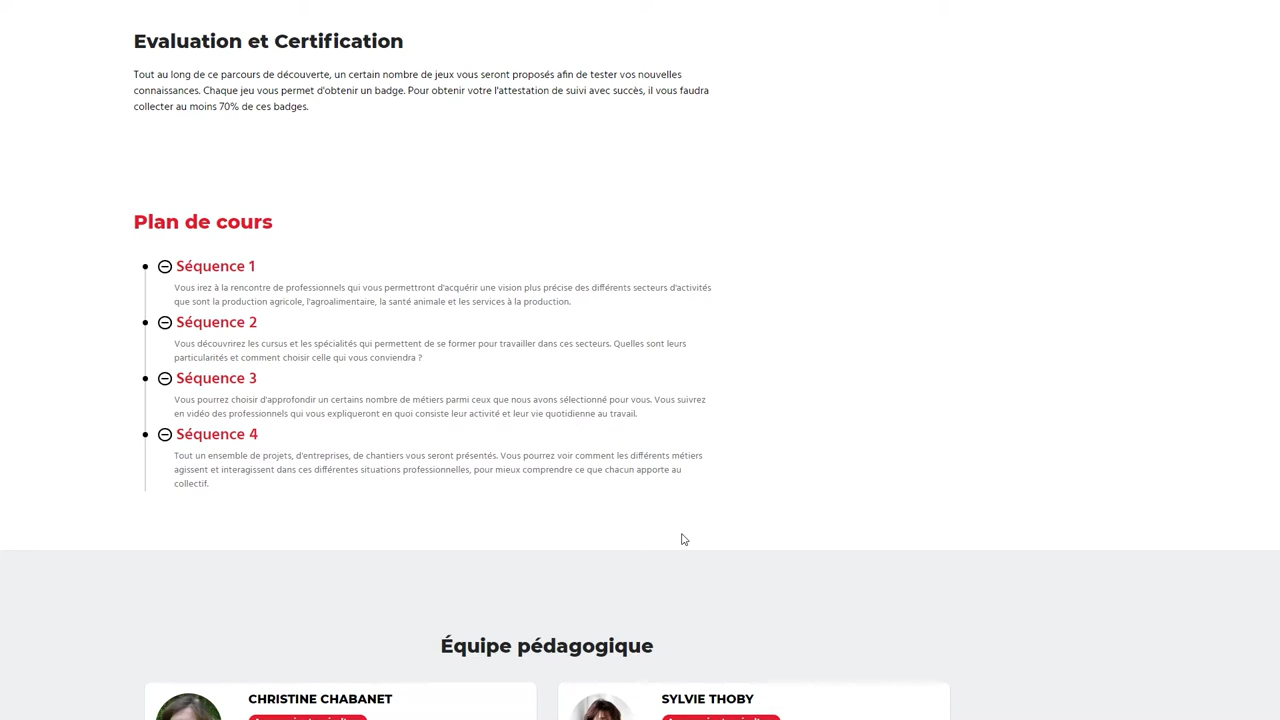 Evaluation et Certification
Tout au long de ce parcours de découverte, un certain nombre de jeux vous seront proposés afin de tester vos nouvelles
connaissances. Chaque jeu vous permet d'obtenir un badge. Pour obtenir votre l'attestation de suivi avec succès, il vous faudra
collecter au moins 70% de ces badges.
Plan de cours
Séquence 1
Vous irez à la rencontre de professionnels qui vous permettront d'acquérir une vision plus précise des différents secteurs d'activités
que sont la production agricole, l'agroalimentaire, la santé animale et les services à la production.
Séquence 2
Vous découvrirez les cursus et les spécialités qui permettent de se former pour travailler dans ces secteurs. Quelles sont leurs
particularités et comment choisir celle qui vous conviendra ?
Séquence 3
Vous pourrez choisir d'approfondir un certains nombre de métiers parmi ceux que nous avons sélectionné pour vous. Vous suivrez
en vidéo des professionnels qui vous expliqueront en quoi consiste leur activité et leur vie quotidienne au travail.
Séquence 4
Tout un ensemble de projets, d'entreprises, de chantiers vous seront présentés. Vous pourrez voir comment les différents métiers
agissent et interagissent dans ces différentes situations professionnelles, pour mieux comprendre ce que chacun apporte au
collectif.
Équipe pédagogique
CHRISTINE CHABANET
SYLVIE THOBY